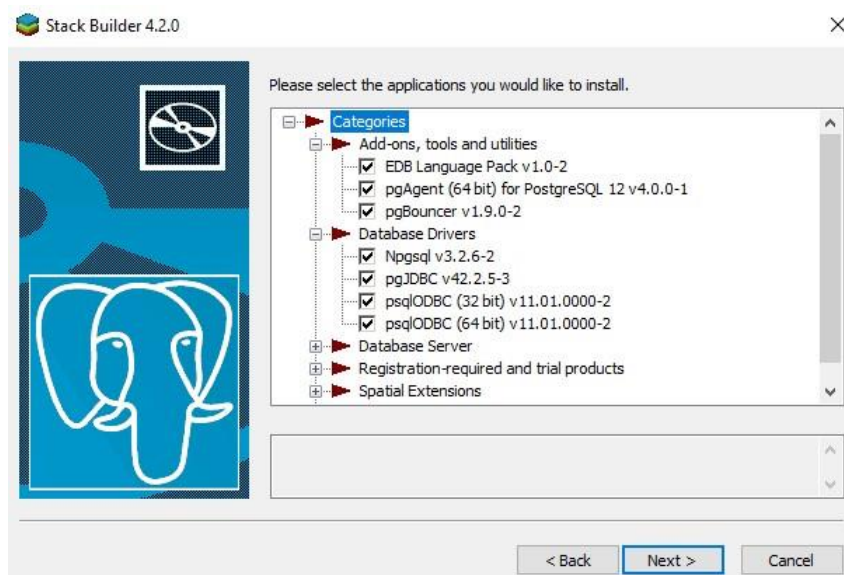 Stack Builder 4.2.0
Please select the applications you would like to install.
Categories
Add-ons, tools and utilities
EDB Language Pack v1.0-2
pgAgent (64 bit) for PostgreSQL 12 v4.0.0-1
pgBouncer v1.9.0-2
Database Drivers
Npgsql v3.2.6-2
pgJDBC v42.2.5-3
psqlODBC (32 bit) v11.01.0000-2
psqlODBC (64 bit) v11.01.0000-2
Database Server
Registration-required and trial products
Spatial Extensions
< Back Next > Cancel